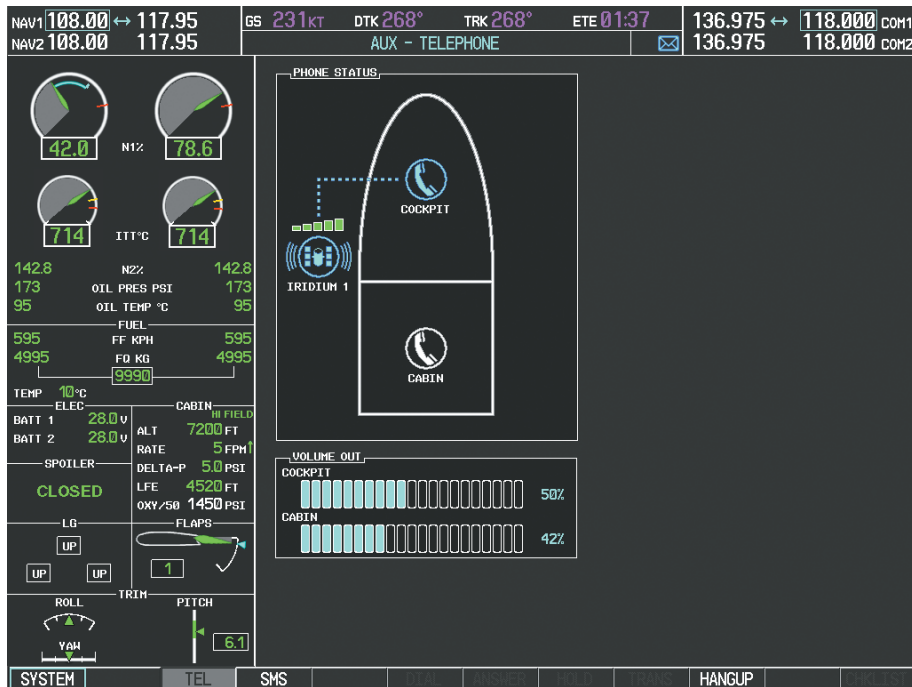 NAV1 108.00 ↔ 117.95 GS 231KT DTK 268° TRK 268° ETE 01:37 136.975 ↔ 118.000 COM1
NAV2 108.00 117.95 AUX - TELEPHONE 136.975 118.000 COM2
42.0 N1% 78.6
714 ITT°C 714
142.8 N2% 142.8
173 OIL PRES PSI 173
95 OIL TEMP °C 95
FUEL
595 FF KPH 595
4995 FQ KG 4995
9990
TEMP 10°C
ELEC
BATT 1 28.0 V
BATT 2 28.0 V
SPOILER
CLOSED
CABIN
HI FIELD
ALT 7200 FT
RATE 5 FPM↑
DELTA-P 5.0 PSI
LFE 4520 FT
OXY/50 1450 PSI
LG
UP
UP UP
FLAPS
1
TRIM
ROLL
YAW
PITCH
6.1
PHONE STATUS
COCKPIT
IRIDIUM 1
CABIN
VOLUME OUT
COCKPIT
50%
CABIN
42%
SYSTEM TEL SMS DIAL ANSWER HOLD TRANS HANGUP CHKLIST